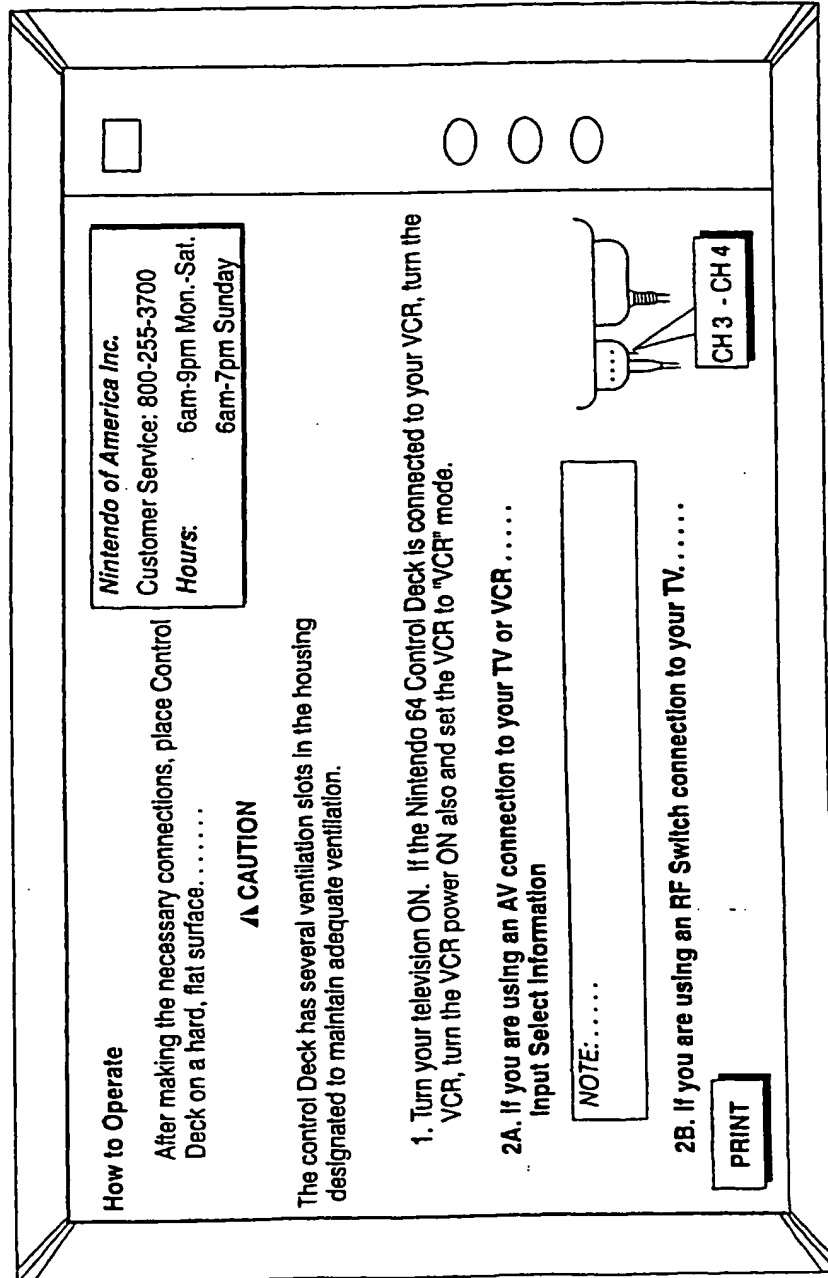 How to Operate
After making the necessary connections, place Control
Deck on a hard, flat surface.......
Nintendo of America Inc.
Customer Service: 800-255-3700
Hours: 6am-9pm Mon.-Sat.
6am-7pm Sunday
CAUTION
The control Deck has several ventilation slots in the housing
designated to maintain adequate ventilation.
1. Turn your television ON. If the Nintendo 64 Control Deck is connected to your VCR, turn the
VCR, turn the VCR power ON also and set the VCR to "VCR" mode.
2A. If you are using an AV connection to your TV or VCR.....
Input Select Information
NOTE:......
CH 3 - CH 4
2B. If you are using an RF Switch connection to your TV......
PRINT